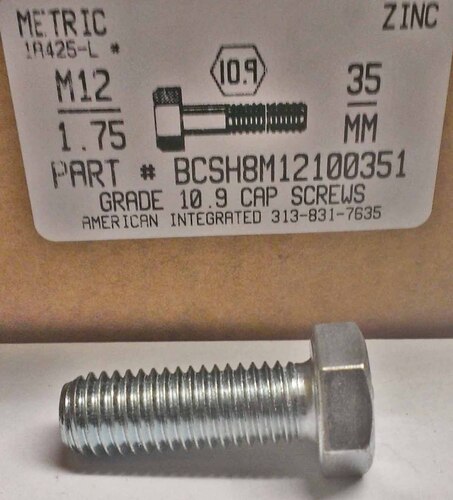 METRIC ZINC
1A425-L #
10.9
M12 35
1.75 MM
PART # BCSH8M12100351
GRADE 10.9 CAP SCREWS
AMERICAN INTEGRATED 313-831-7635